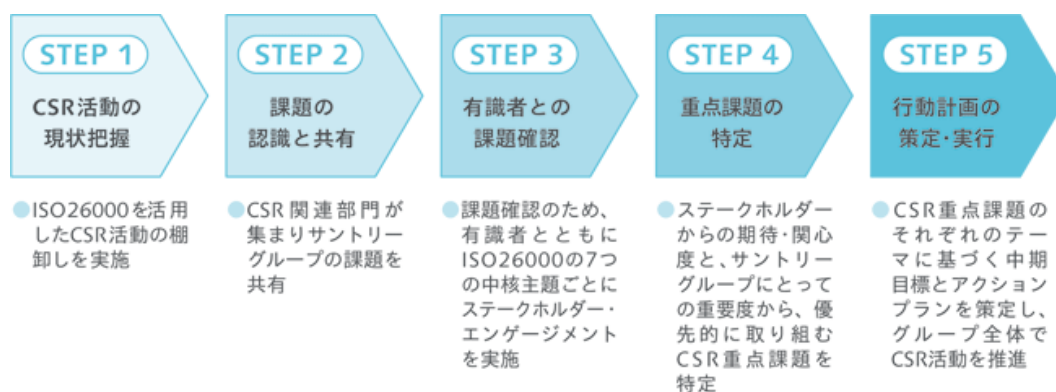 STEP 1
CSR活動の
現状把握
●ISO26000を活用
したCSR活動の棚
卸しを実施
STEP 2
課題の
認識と共有
●CSR関連部門が
集まりサントリー
グループの課題を
共有
STEP 3
有識者との
課題確認
●課題確認のため、
有識者とともに
ISO26000の7つ
の中核主題ごとに
ステークホルダー・
エンゲージメント
を実施
STEP 4
重点課題の
特定
●ステークホルダー
からの期待・関心
度と、サントリー
グループにとって
の重要度から、優
先的に取り組む
CSR重点課題を
特定
STEP 5
行動計画の
策定・実行
●CSR重点課題の
それぞれのテー
マに基づく中期
目標とアクション
プランを策定し、
グループ全体で
CSR活動を推進